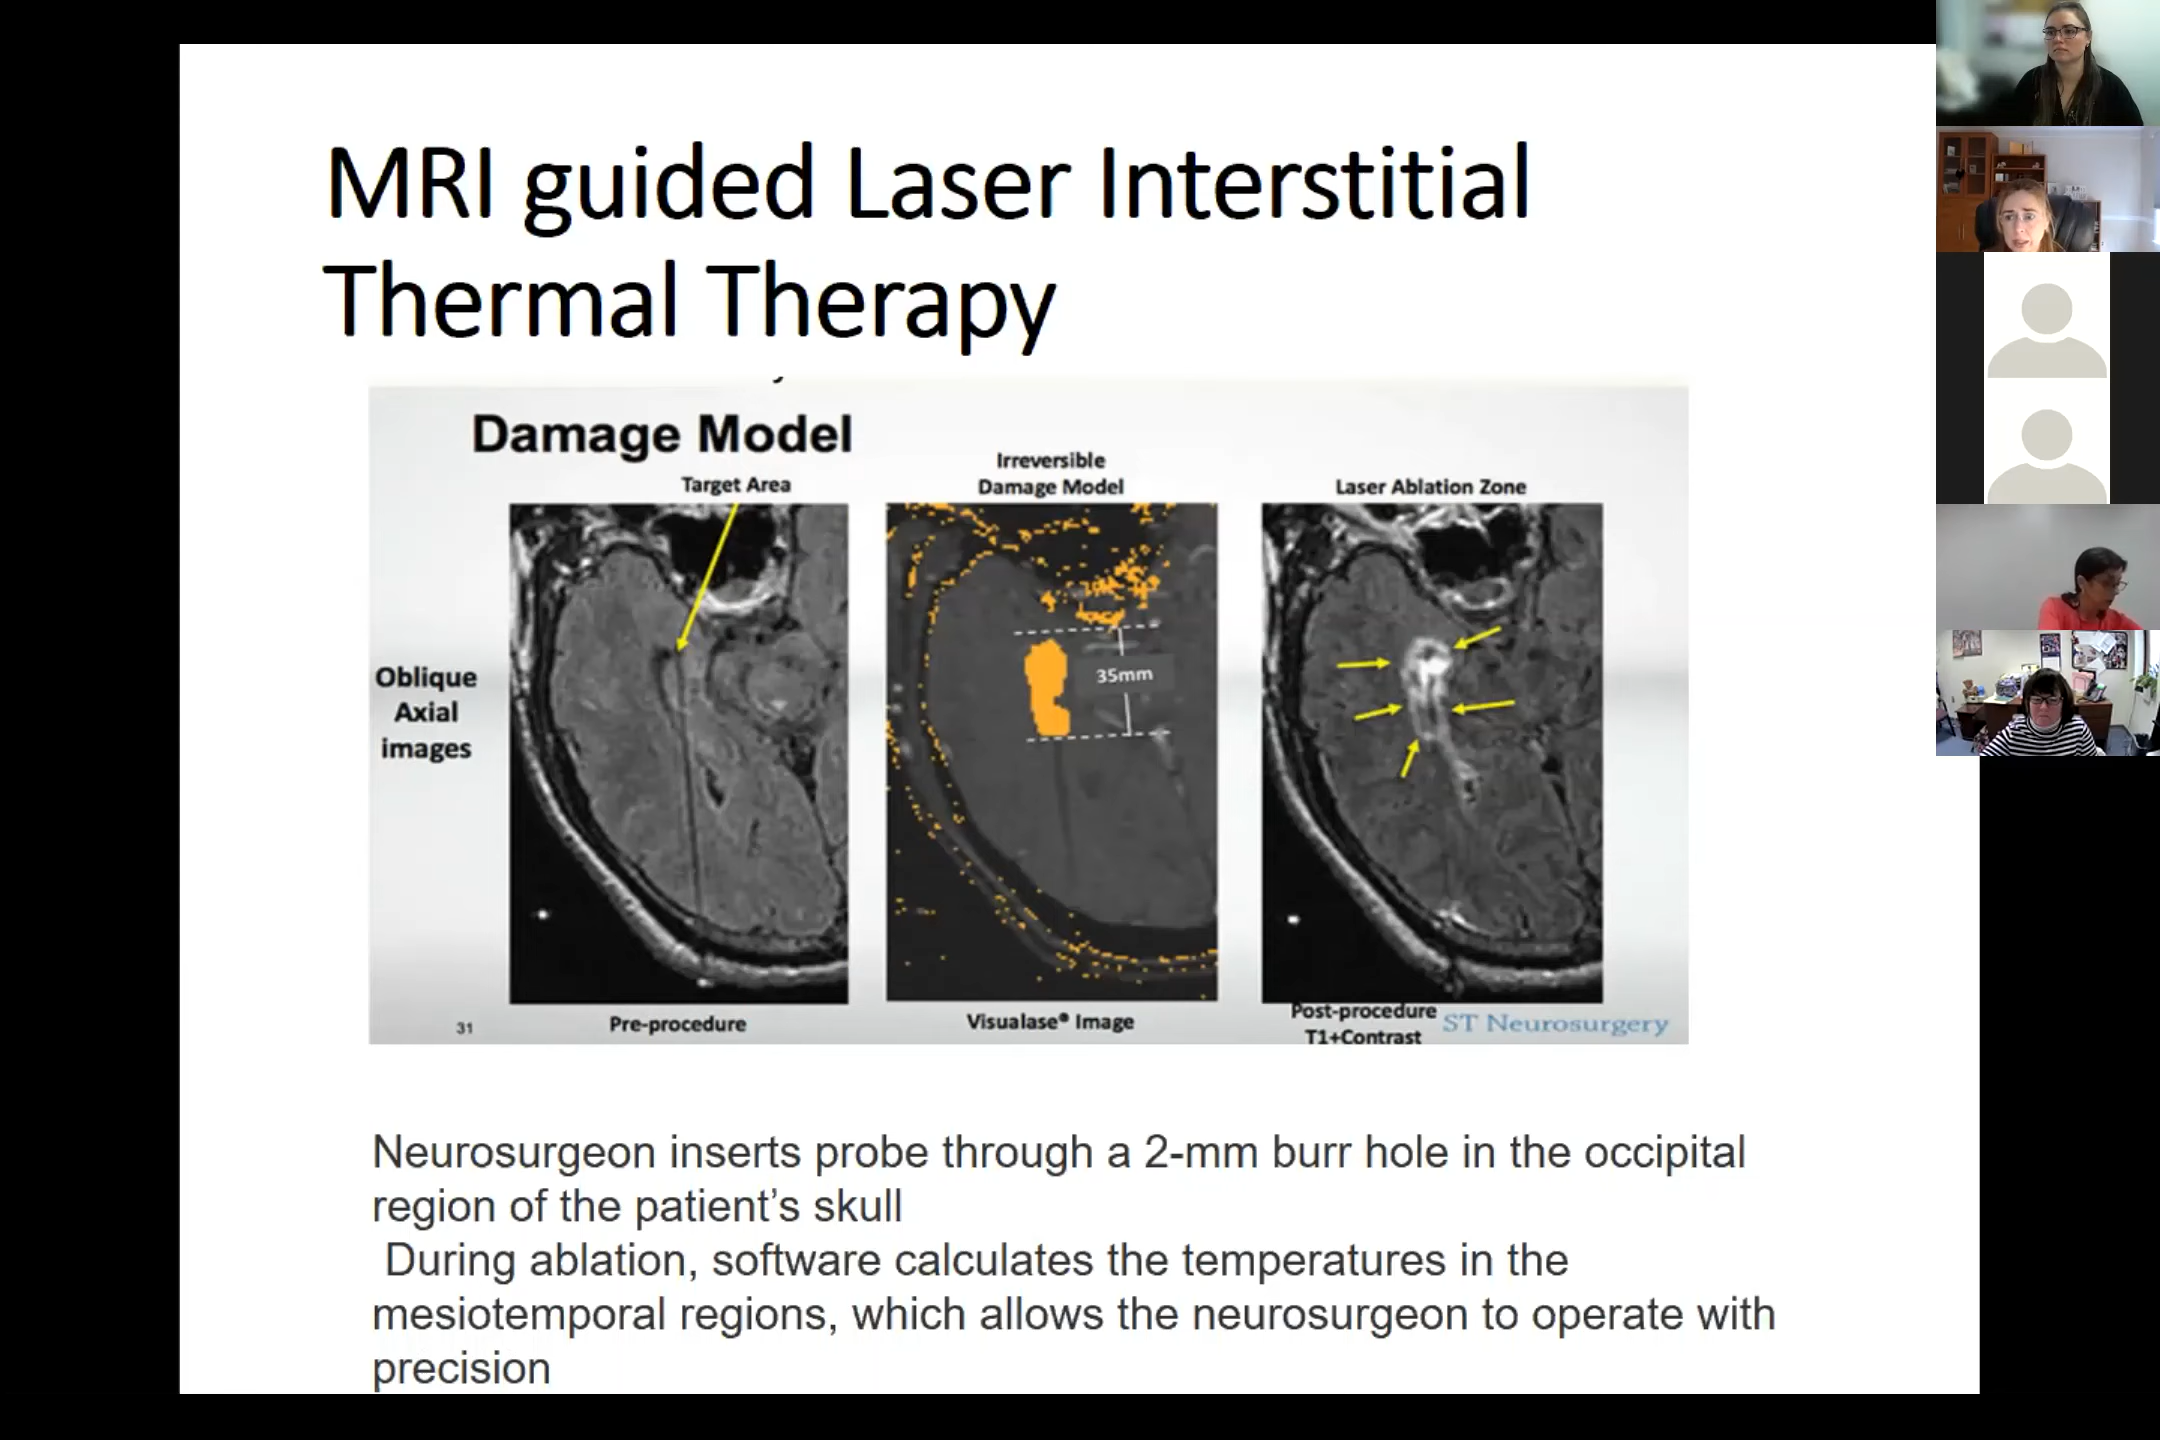 MRI guided Laser Interstitial
Thermal Therapy
Damage Model
Target Area
Irreversible
Damage Model
Laser Ablation Zone
Oblique
Axial
images
35mm
31
Pre-procedure
Visualase® Image
Post-procedure
T1+Contrast
ST Neurosurgery
Neurosurgeon inserts probe through a 2-mm burr hole in the occipital
region of the patient’s skull
During ablation, software calculates the temperatures in the
mesiotemporal regions, which allows the neurosurgeon to operate with
precision